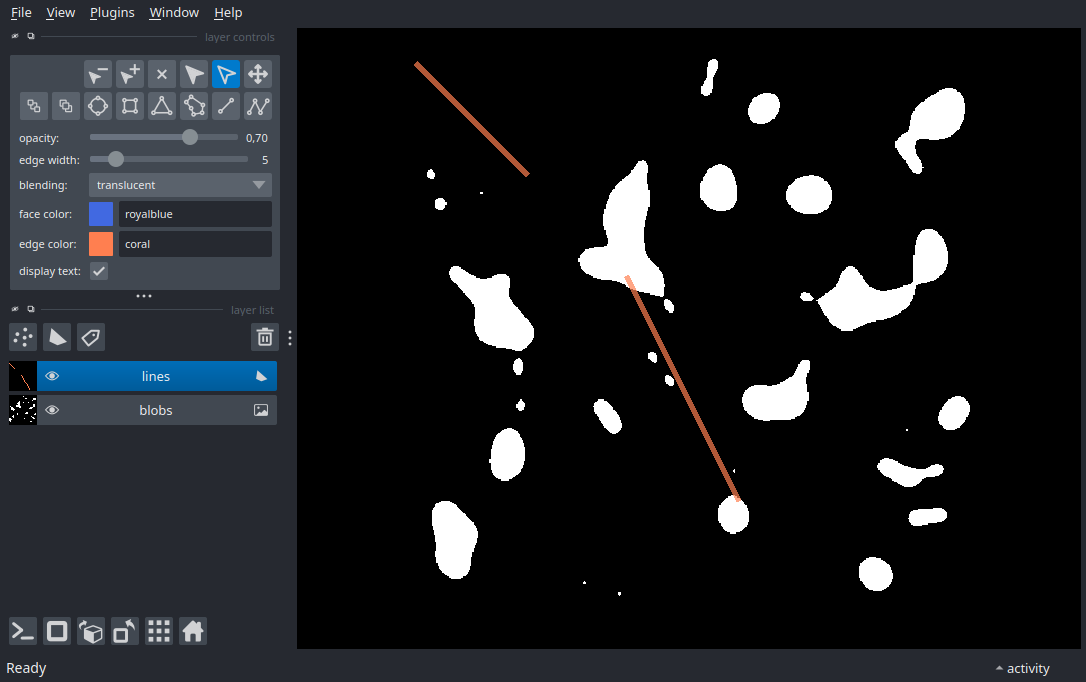 File View Plugins Window Help
layer controls
opacity: 0,70
edge width: 5
blending: translucent
face color: royalblue
edge color: coral
display text:
layer list
lines
blobs
Ready
activity